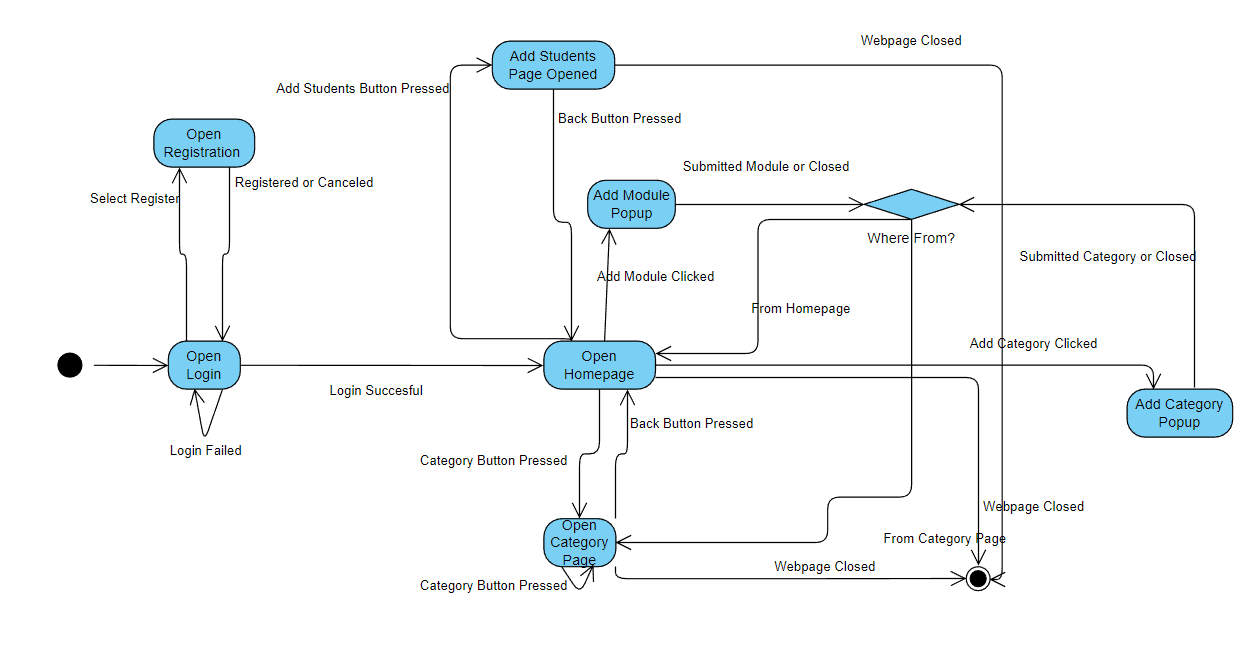 Webpage Closed
Add Students
Page Opened
Add Students Button Pressed
Back Button Pressed
Open
Registration
Submitted Module or Closed
Registered or Canceled
Select Register
Add Module
Popup
Where From?
Submitted Category or Closed
Add Module Clicked
From Homepage
Add Category Clicked
Open
Login
Open
Homepage
Login Succesful
Add Category
Popup
Back Button Pressed
Login Failed
Category Button Pressed
Webpage Closed
Open
Category
Page
From Category Page
Webpage Closed
Category Button Pressed